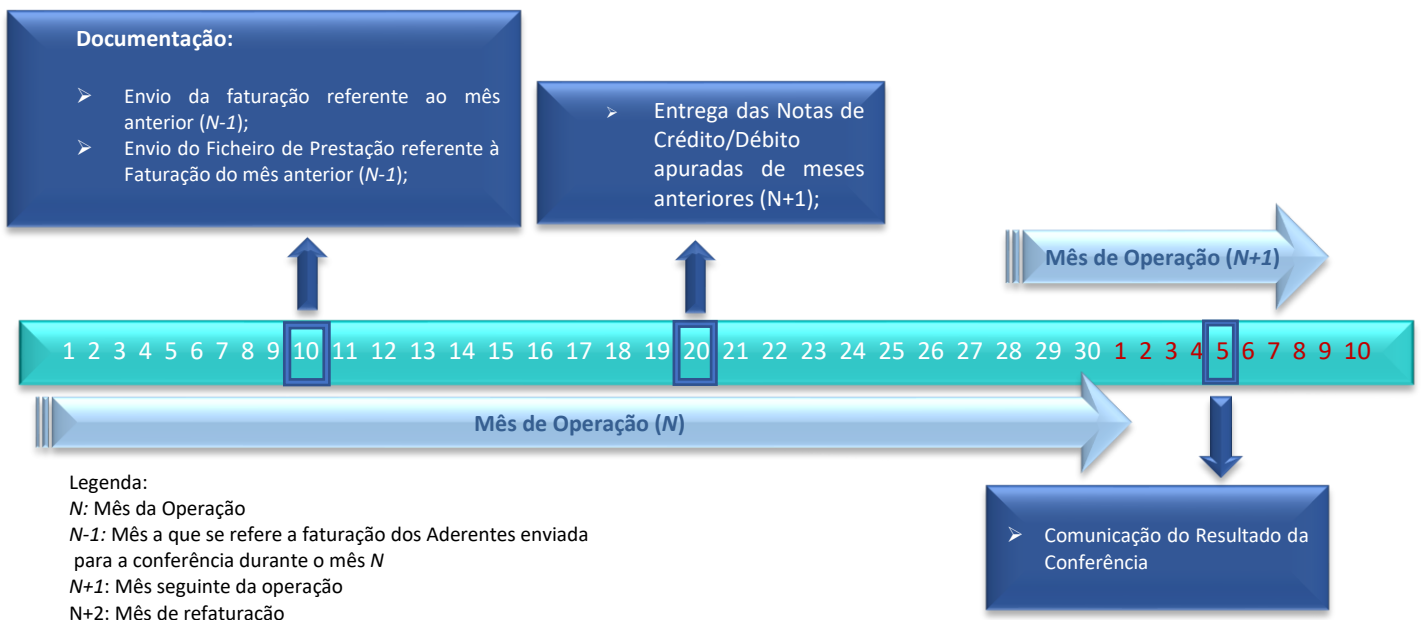 Documentação:
➢ Envio da faturação referente ao mês
anterior (N-1);
➢ Envio do Ficheiro de Prestação referente à
Faturação do mês anterior (N-1);
➢ Entrega das Notas de
Crédito/Débito
apuradas de meses
anteriores (N+1);
Mês de Operação (N+1)
1 2 3 4 5 6 7 8 9 10 11 12 13 14 15 16 17 18 19 20 21 22 23 24 25 26 27 28 29 30 1 2 3 4 5 6 7 8 9 10
Mês de Operação (N)
Legenda:
N: Mês da Operação
N-1: Mês a que se refere a faturação dos Aderentes enviada
para a conferência durante o mês N
N+1: Mês seguinte da operação
N+2: Mês de refaturação
➢ Comunicação do Resultado da
Conferência